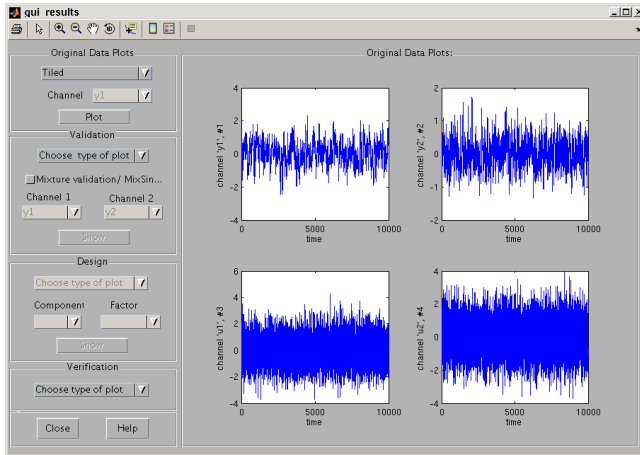 gui results
Original Data Plots
Tiled
Channel y1
Plot
Validation
Choose type of plot
Mixture validation/ MixSin...
Channel 1 Channel 2
y1 y2
Show
Design
Choose type of plot
Component Factor
Show
Verification
Choose type of plot
Close Help
Original Data Plots:
4
2
0
-2
-4
channel 'y1', #1
0 5000 10000
time
2
1
0
-1
-2
channel 'y2', #2
0 5000 10000
time
6
4
2
0
-2
-4
channel 'u1', #3
0 5000 10000
time
4
2
0
-2
-4
channel 'u2', #4
0 5000 10000
time